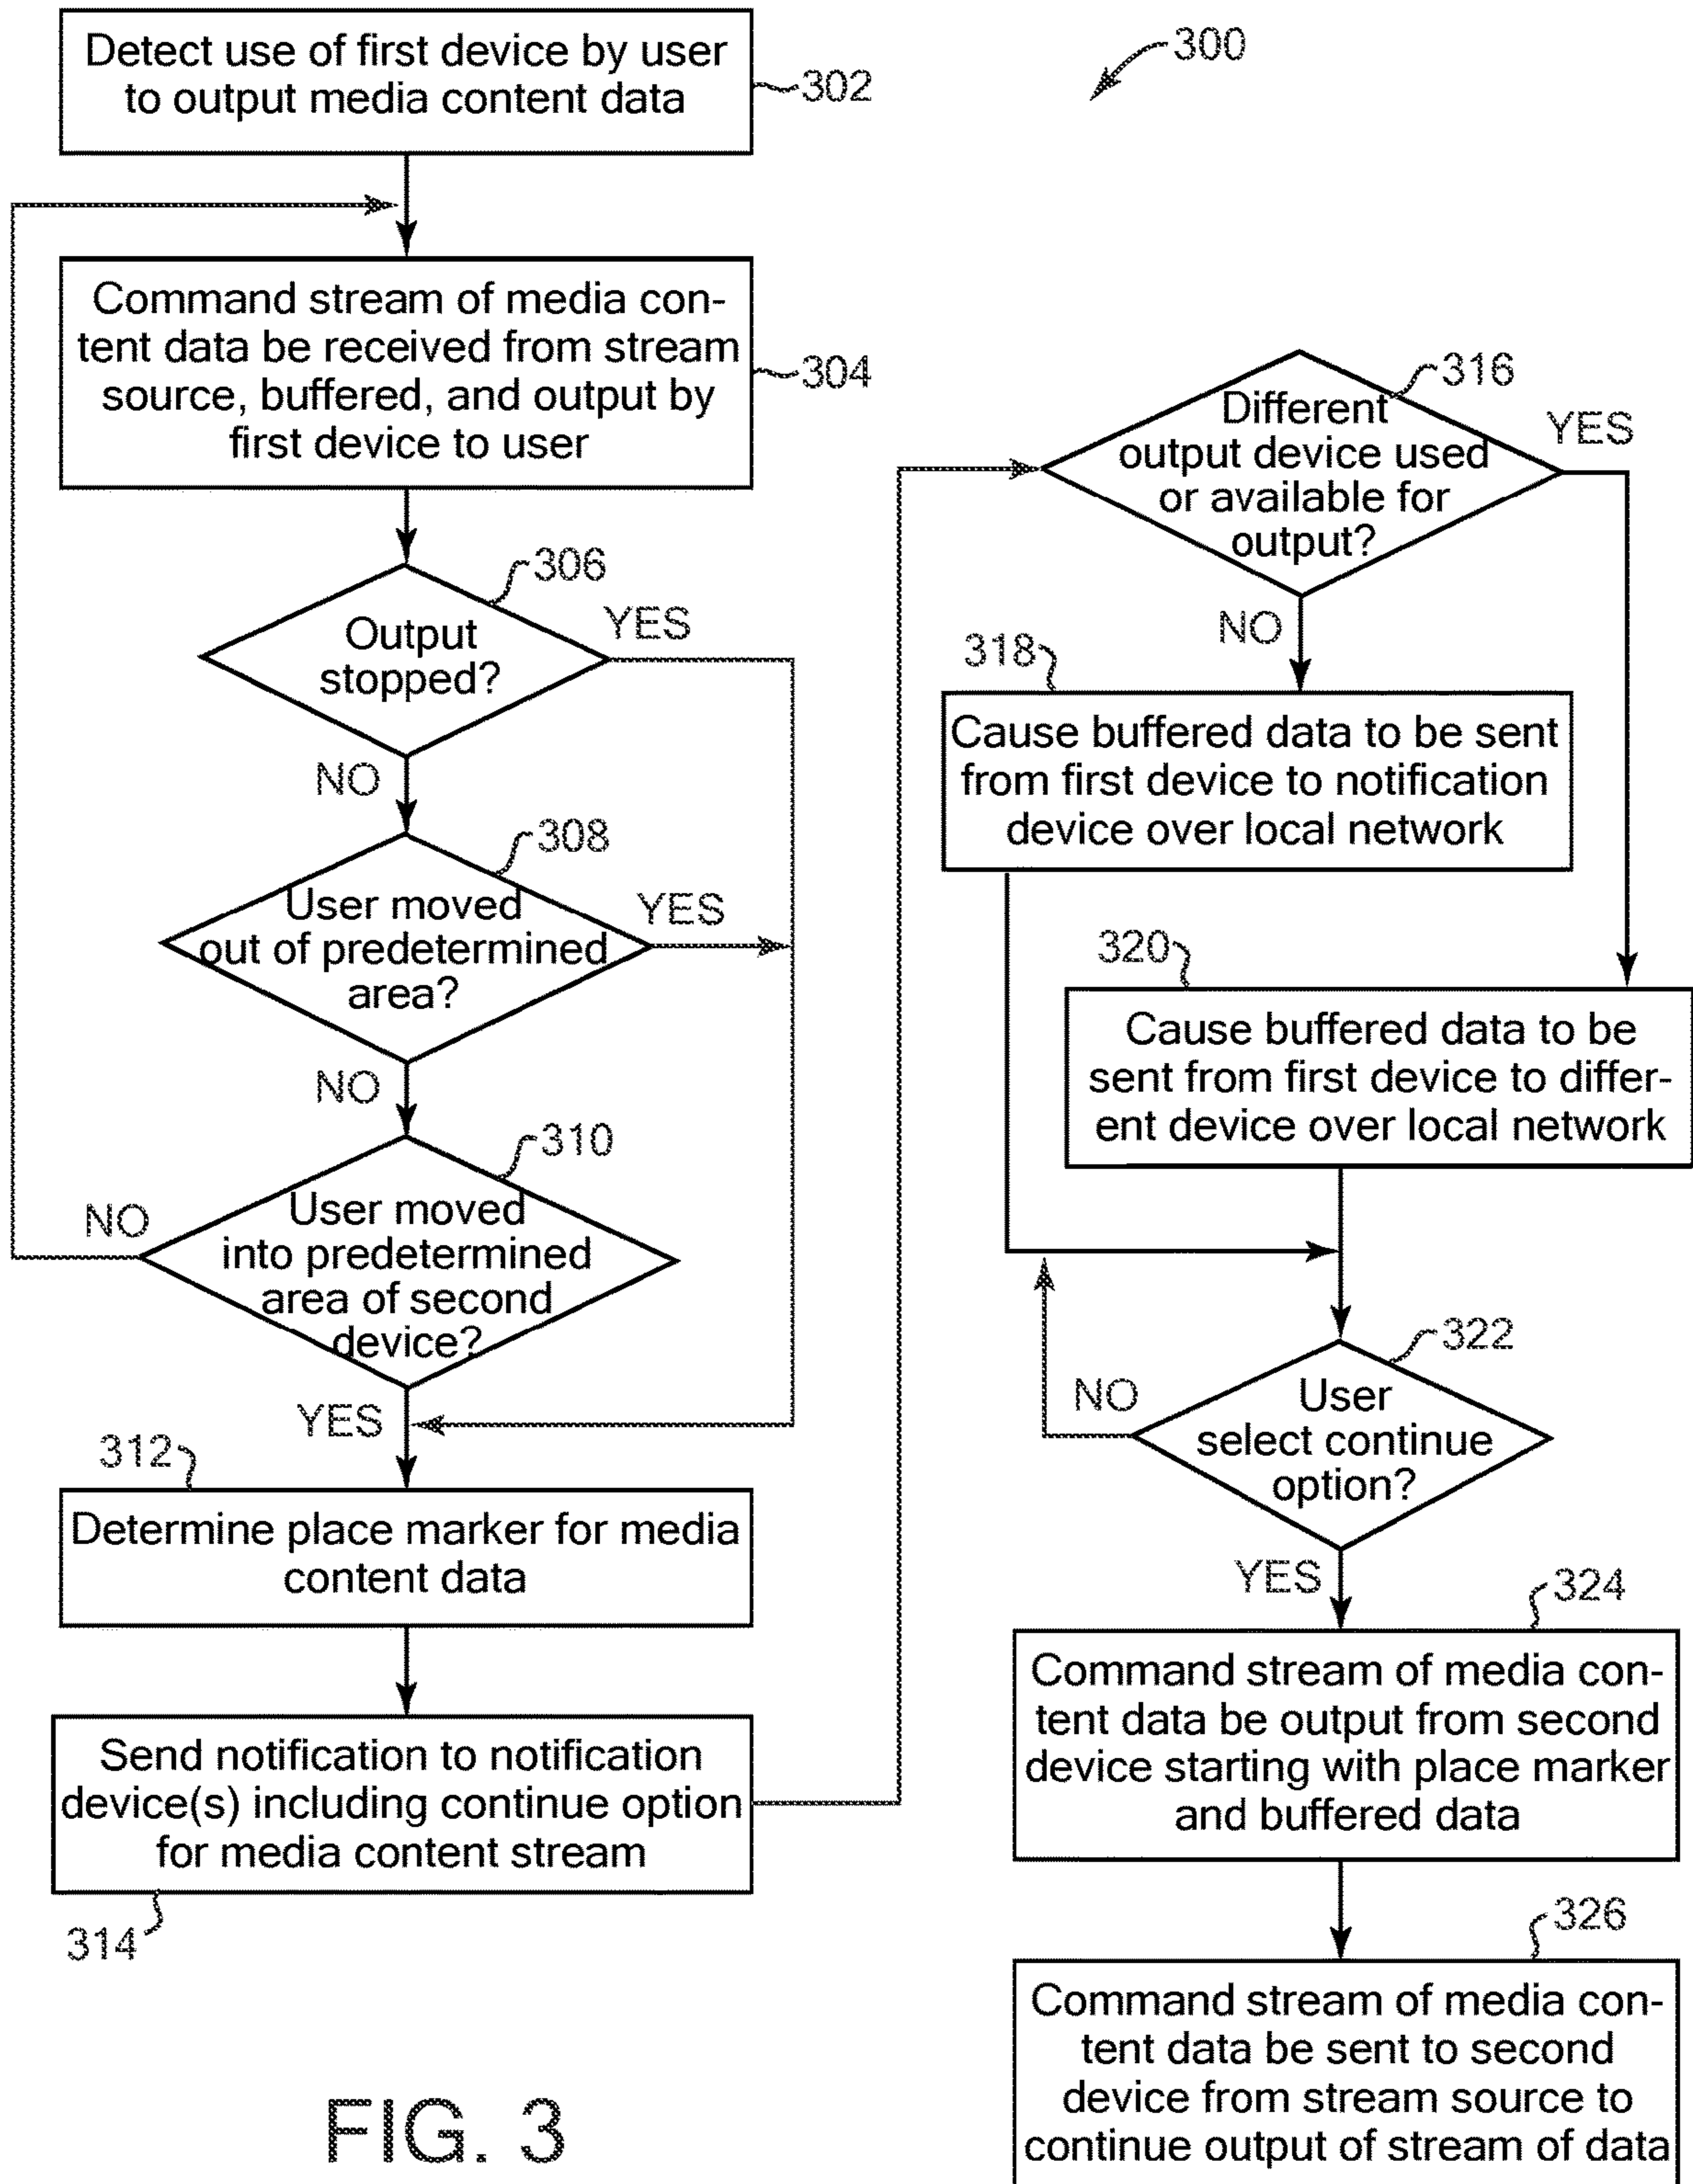 300
Detect use of first device by user
to output media content data
302
Command stream of media con-
tent data be received from stream
source, buffered, and output by
first device to user
304
306
Output
stopped?
YES
NO
308
User moved
out of predetermined
area?
YES
NO
310
User moved
into predetermined
area of second
device?
NO
YES
312
Determine place marker for media
content data
Send notification to notification
device(s) including continue option
for media content stream
314
316
Different
output device used
or available for
output?
YES
NO
318
Cause buffered data to be sent
from first device to notification
device over local network
320
Cause buffered data to be
sent from first device to differ-
ent device over local network
322
User
select continue
option?
NO
YES
324
Command stream of media con-
tent data be output from second
device starting with place marker
and buffered data
326
Command stream of media con-
tent data be sent to second
device from stream source to
continue output of stream of data
FIG. 3